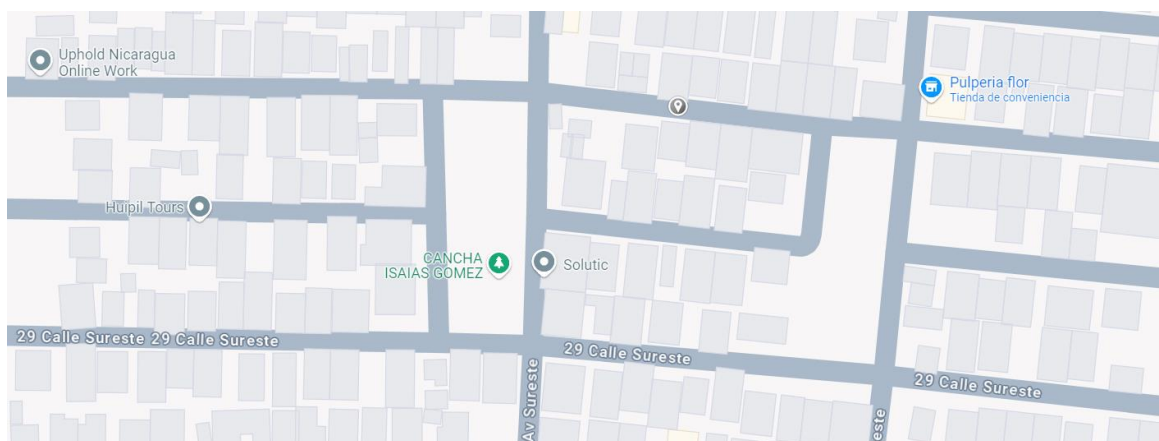 Uphold Nicaragua
Online Work
Pulperia flor
Tienda de conveniencia
Huipil Tours
CANCHA
ISAIAS GOMEZ
Solutic
29 Calle Sureste 29 Calle Sureste
29 Calle Sureste
29 Calle Sureste
Av Sureste
este